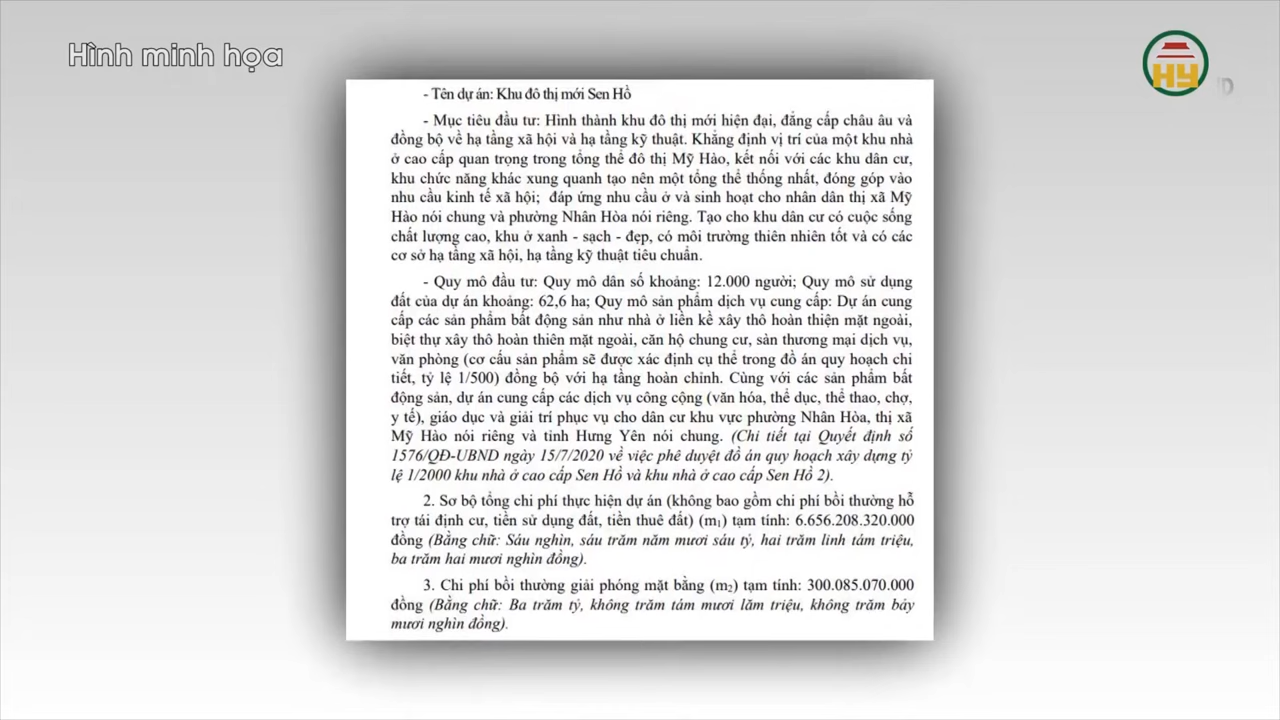 Hình minh họa
HY
- Tên dự án: Khu đô thị mới Sen Hồ
- Mục tiêu đầu tư: Hình thành khu đô thị mới hiện đại, đẳng cấp châu âu và
đồng bộ về hạ tầng xã hội và hạ tầng kỹ thuật. Khẳng định vị trí của một khu nhà
ở cao cấp quan trọng trong tổng thể đô thị Mỹ Hào, kết nối với các khu dân cư,
khu chức năng khác xung quanh tạo nên một tổng thể thống nhất, đóng góp vào
nhu cầu kinh tế xã hội; đáp ứng nhu cầu ở và sinh hoạt cho nhân dân thị xã Mỹ
Hào nói chung và phường Nhân Hòa nói riêng. Tạo cho khu dân cư có cuộc sống
chất lượng cao, khu ở xanh - sạch - đẹp, có môi trường thiên nhiên tốt và có các
cơ sở hạ tầng xã hội, hạ tầng kỹ thuật tiêu chuẩn.
- Quy mô đầu tư: Quy mô dân số khoảng: 12.000 người; Quy mô sử dụng
đất của dự án khoảng: 62,6 ha; Quy mô sản phẩm dịch vụ cung cấp: Dự án cung
cấp các sản phẩm bất động sản như nhà ở liền kề xây thô hoàn thiện mặt ngoài,
biệt thự xây thô hoàn thiên mặt ngoài, căn hộ chung cư, sàn thương mại dịch vụ,
văn phòng (cơ cấu sản phẩm sẽ được xác định cụ thể trong đồ án quy hoạch chi
tiết, tỷ lệ 1/500) đồng bộ với hạ tầng hoàn chỉnh. Cùng với các sản phẩm bất
động sản, dự án cung cấp các dịch vụ công cộng (văn hóa, thể dục, thể thao, chợ,
y tế), giáo dục và giải trí phục vụ cho dân cư khu vực phường Nhân Hòa, thị xã
Mỹ Hào nói riêng và tỉnh Hưng Yên nói chung. (Chi tiết tại Quyết định số
1576/QĐ-UBND ngày 15/7/2020 về việc phê duyệt đồ án quy hoạch xây dựng tỷ
lệ 1/2000 khu nhà ở cao cấp Sen Hồ và khu nhà ở cao cấp Sen Hồ 2).
2. Sơ bộ tổng chi phí thực hiện dự án (không bao gồm chi phí bồi thường hỗ
trợ tái định cư, tiền sử dụng đất, tiền thuê đất) (m₁) tạm tính: 6.656.208.320.000
đồng (Bằng chữ: Sáu nghìn, sáu trăm năm mươi sáu tỷ, hai trăm linh tám triệu,
ba trăm hai mươi nghìn đồng).
3. Chi phí bồi thường giải phóng mặt bằng (m₂) tạm tính: 300.085.070.000
đồng (Bằng chữ: Ba trăm tỷ, không trăm tám mươi lăm triệu, không trăm bảy
mươi nghìn đồng).